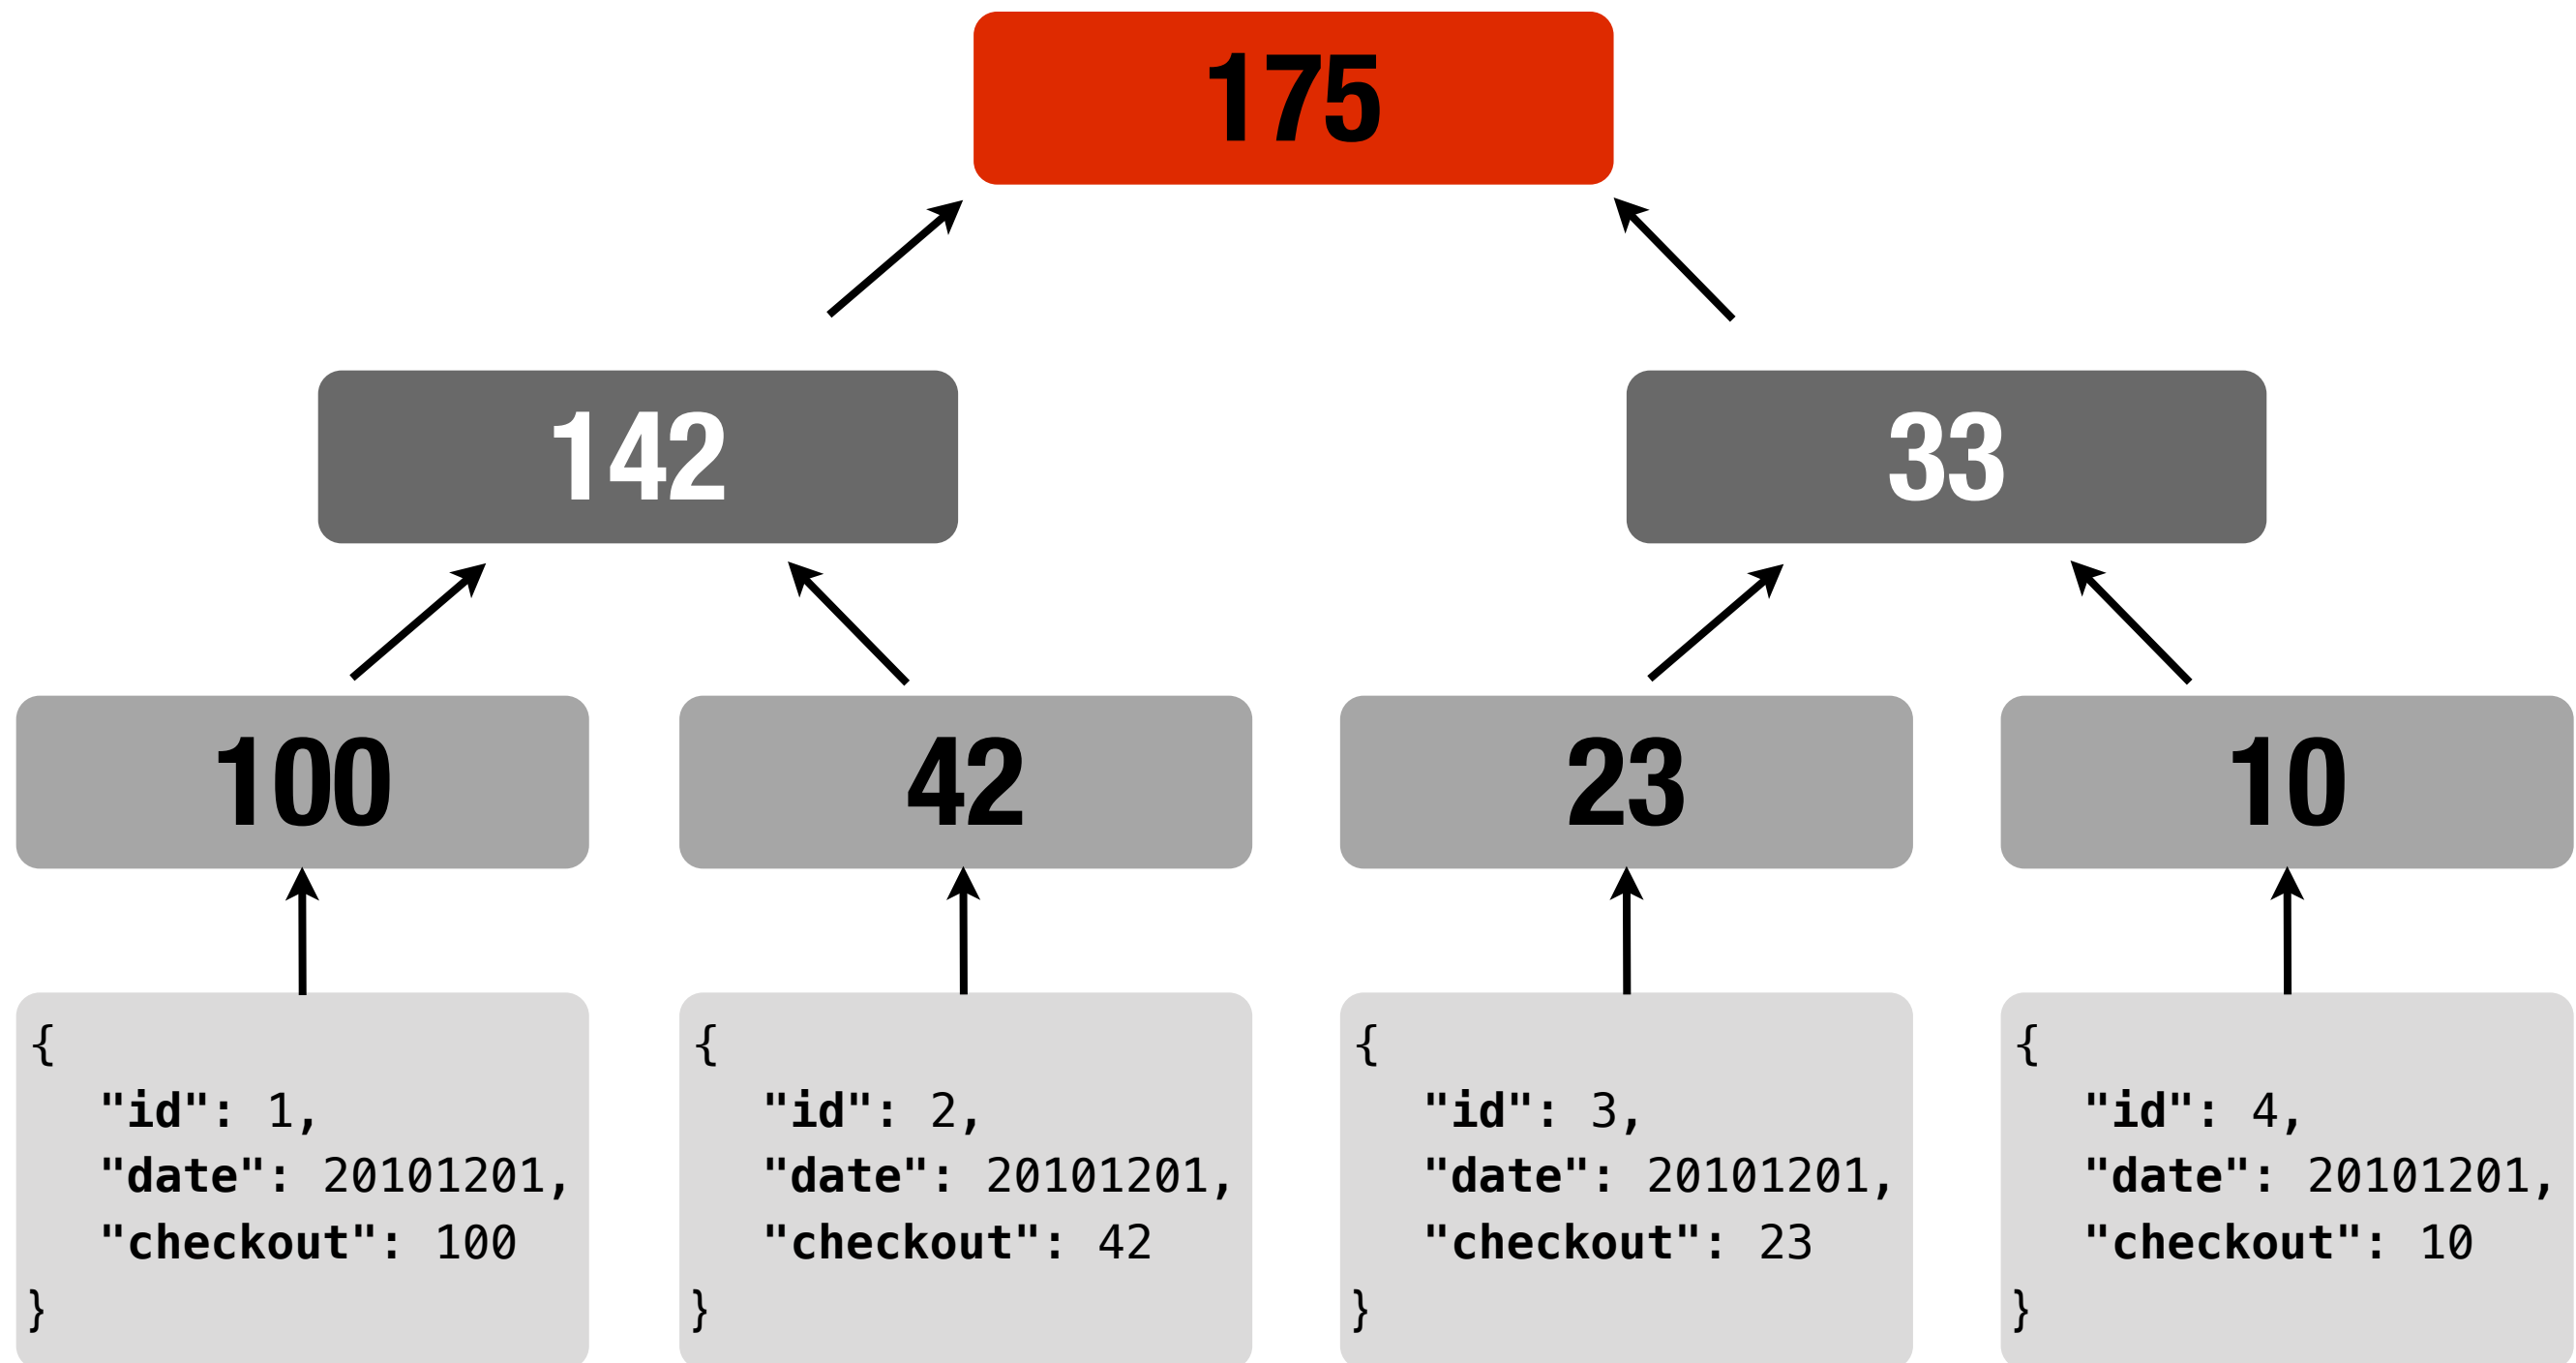 175
142
33
100
42
23
10
{
"id": 1,
"date": 20101201,
"checkout": 100
}
{
"id": 2,
"date": 20101201,
"checkout": 42
}
{
"id": 3,
"date": 20101201,
"checkout": 23
}
{
"id": 4,
"date": 20101201,
"checkout": 10
}